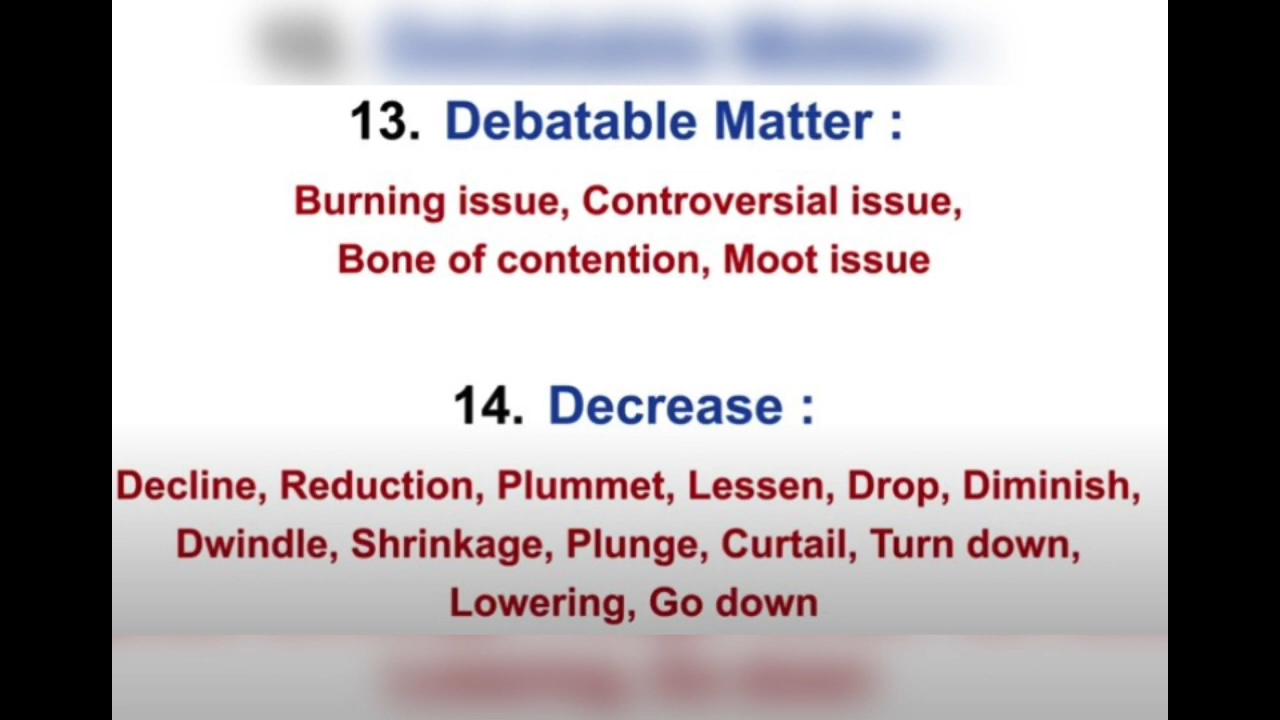 13. Debatable Matter :
Burning issue, Controversial issue,
Bone of contention, Moot issue
14. Decrease :
Decline, Reduction, Plummet, Lessen, Drop, Diminish,
Dwindle, Shrinkage, Plunge, Curtail, Turn down,
Lowering, Go down